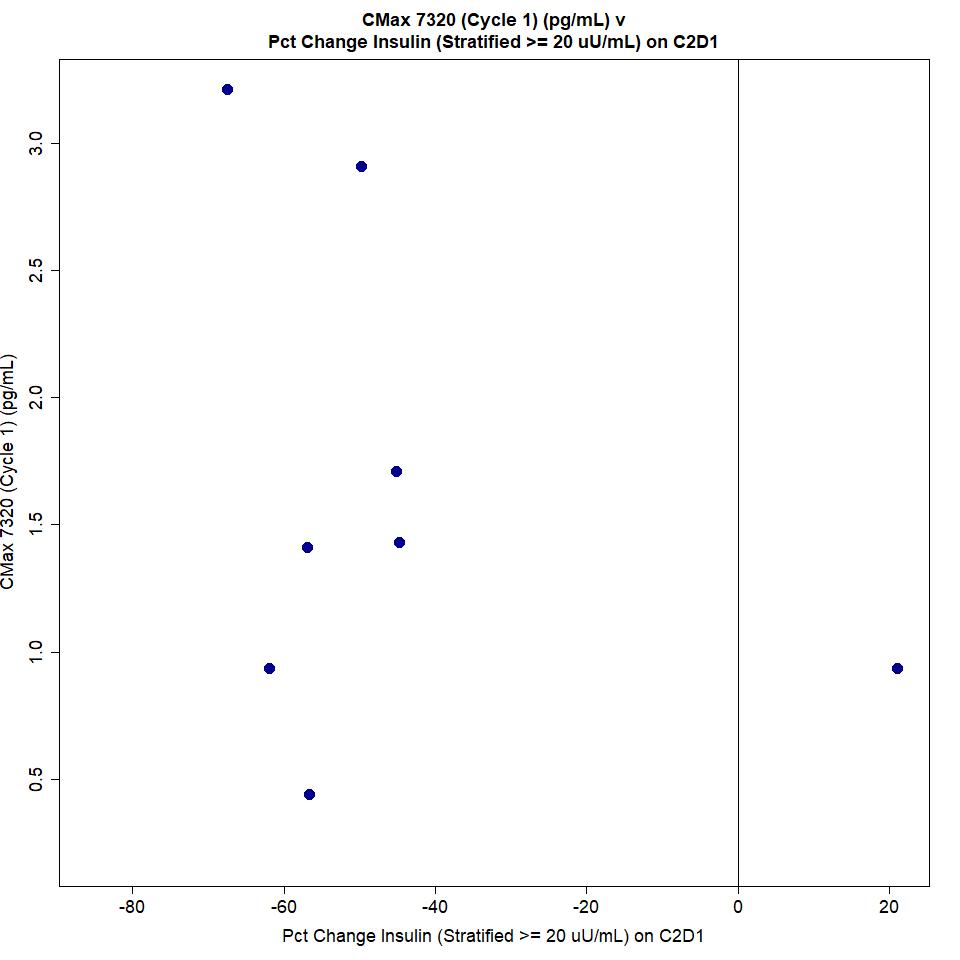 CMax 7320 (Cycle 1) (pg/mL) v
Pct Change Insulin (Stratified >= 20 uU/mL) on C2D1
CMax 7320 (Cycle 1) (pg/mL)
3.0
2.5
2.0
1.5
1.0
0.5
-80 -60 -40 -20 0 20
Pct Change Insulin (Stratified >= 20 uU/mL) on C2D1